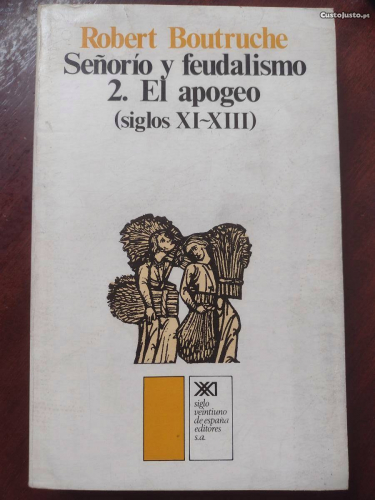 CustoJusto.pt
Robert Boutruche
Señorío y feudalismo
2. El apogeo
(siglos XI-XIII)
XXI
siglo
veintiuno
de españa
editores
s.a.